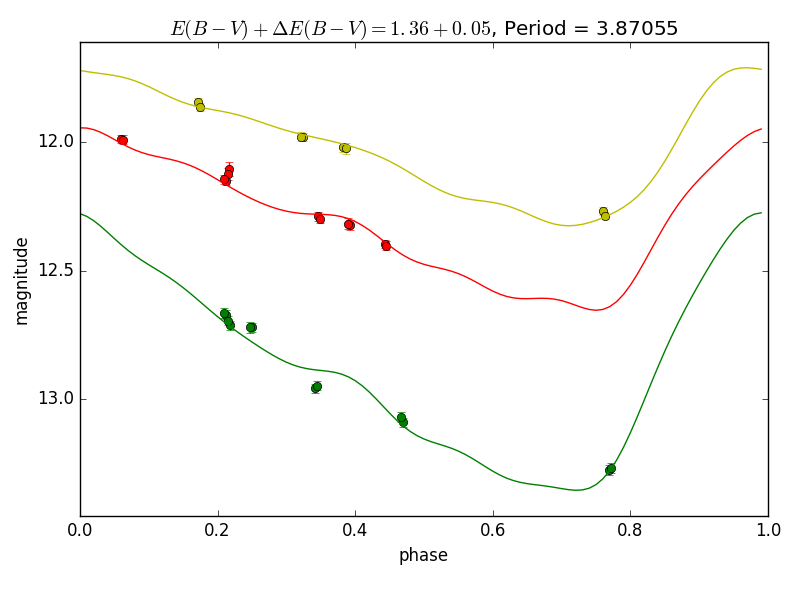 E(B − V) + ΔE(B − V) = 1.36 + 0.05, Period = 3.87055
12.0
12.5
13.0
magnitude
0.0 0.2 0.4 0.6 0.8 1.0
phase